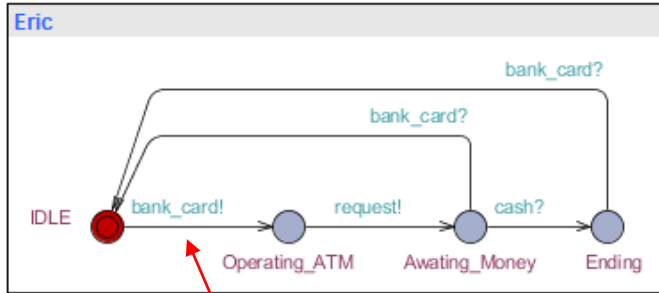 Eric
bank_card?
bank_card?
IDLE
bank_card!
request!
cash?
Operating_ATM
Awating_Money
Ending